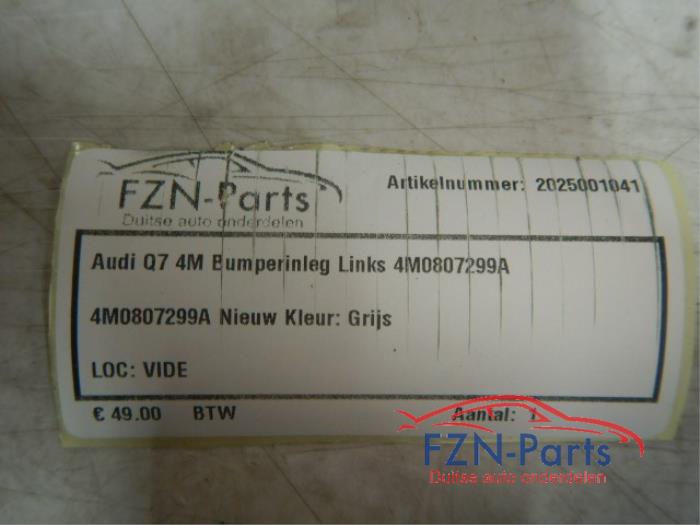 FZN-Parts
Duitse auto onderdelen
Artikelnummer: 2025001041
Audi Q7 4M Bumperinleg Links 4M0807299A
4M0807299A Nieuw Kleur: Grijs
LOC: VIDE
€ 49.00 BTW Aantal: 1
FZN-Parts
Duitse auto onderdelen